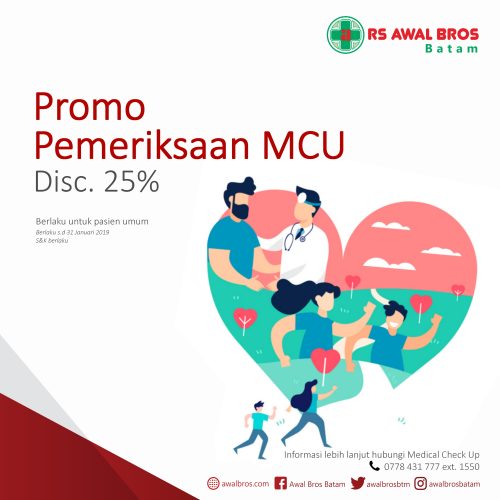 RS AWAL BROS
Batam
Promo
Pemeriksaan MCU
Disc. 25%
Berlaku untuk pasien umum
Berlaku s.d 31 Januari 2019
S&K berlaku
Informasi lebih lanjut hubungi Medical Check Up
0778 431 777 ext. 1550
awalbros.com Awal Bros Batam awalbrosbtm awalbrosbatam